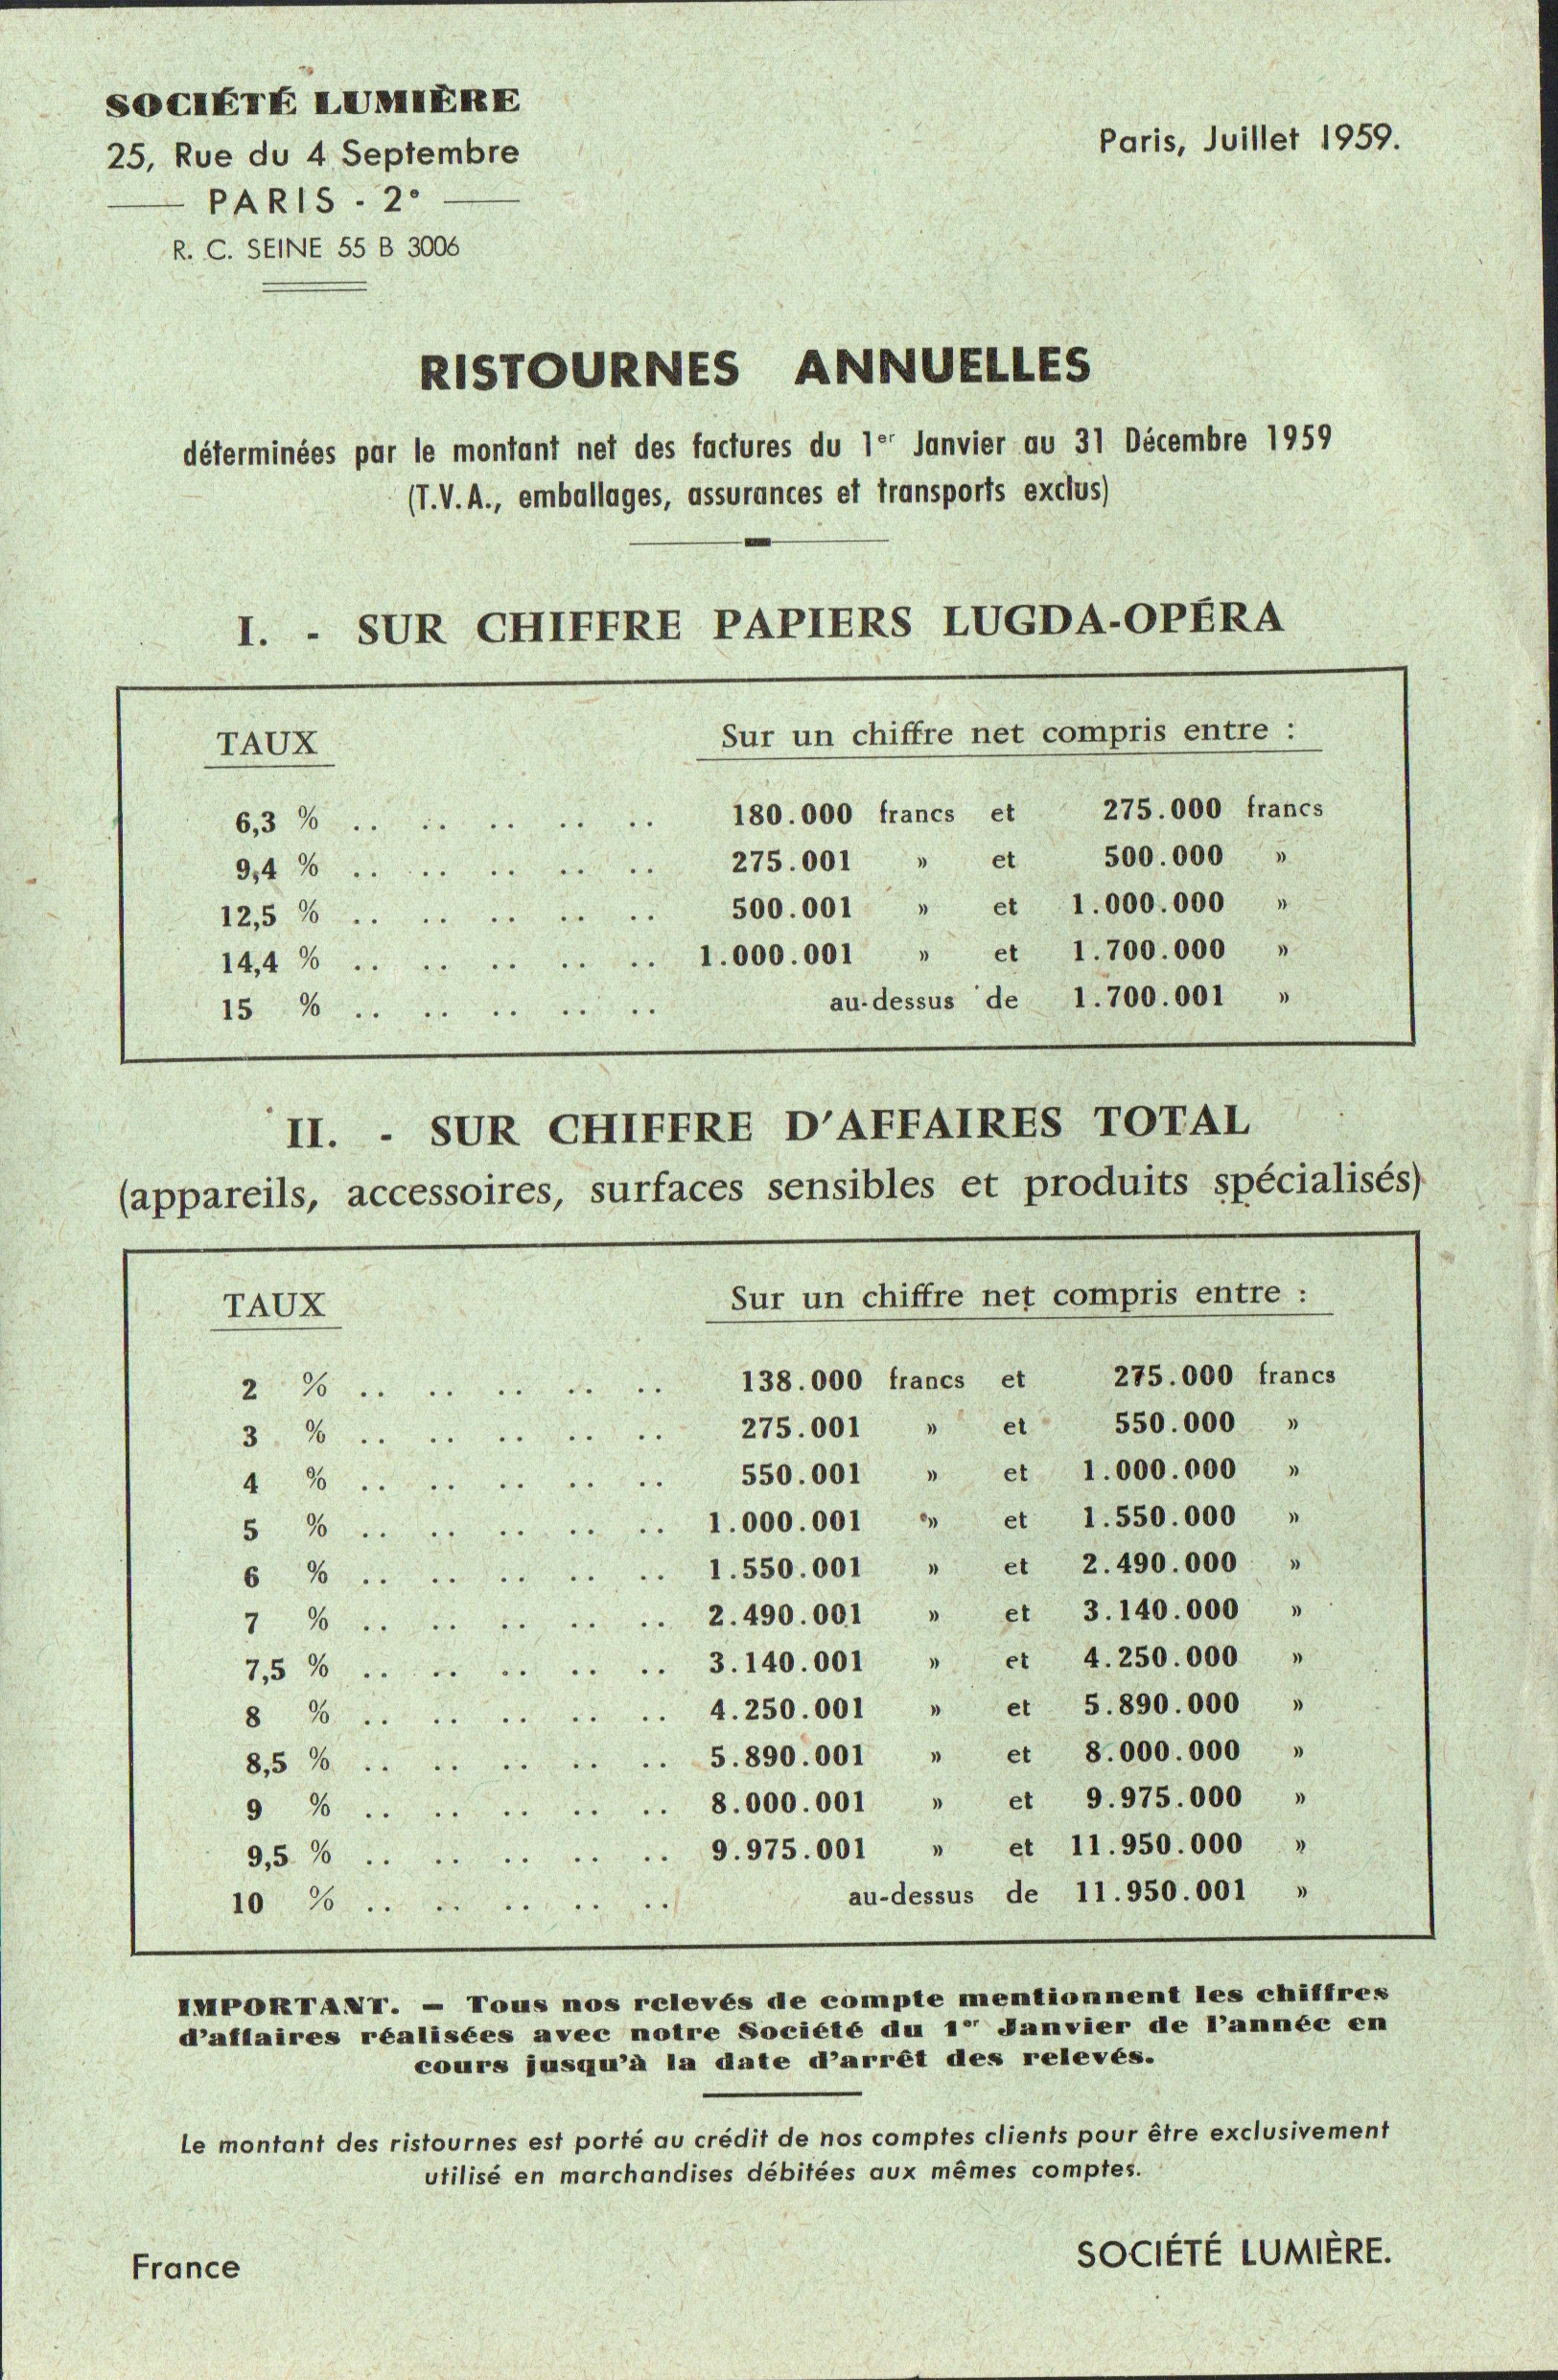 SOCIÉTÉ LUMIÈRE
25, Rue du 4 Septembre
PARIS - 2e
R. C. SEINE 55 B 3006
Paris, Juillet 1959.
RISTOURNES ANNUELLES
déterminées par le montant net des factures du 1er Janvier au 31 Décembre 1959
(T.V.A., emballages, assurances et transports exclus)
I. - SUR CHIFFRE PAPIERS LUGDA-OPÉRA
TAUX Sur un chiffre net compris entre :
6,3 % .. .. .. .. .. 180.000 francs et 275.000 francs
9,4 % .. .. .. .. .. 275.001 » et 500.000 »
12,5 % .. .. .. .. .. 500.001 » et 1.000.000 »
14,4 % .. .. .. .. .. 1.000.001 » et 1.700.000 »
15 % .. .. .. .. .. au-dessus de 1.700.001 »
II. - SUR CHIFFRE D'AFFAIRES TOTAL
(appareils, accessoires, surfaces sensibles et produits spécialisés)
TAUX Sur un chiffre net compris entre :
2 % .. .. .. .. .. 138.000 francs et 275.000 francs
3 % .. .. .. .. .. 275.001 » et 550.000 »
4 % .. .. .. .. .. 550.001 » et 1.000.000 »
5 % .. .. .. .. .. 1.000.001 » et 1.550.000 »
6 % .. .. .. .. .. 1.550.001 » et 2.490.000 »
7 % .. .. .. .. .. 2.490.001 » et 3.140.000 »
7,5 % .. .. .. .. .. 3.140.001 » et 4.250.000 »
8 % .. .. .. .. .. 4.250.001 » et 5.890.000 »
8,5 % .. .. .. .. .. 5.890.001 » et 8.000.000 »
9 % .. .. .. .. .. 8.000.001 » et 9.975.000 »
9,5 % .. .. .. .. .. 9.975.001 » et 11.950.000 »
10 % .. .. .. .. .. au-dessus de 11.950.001 »
IMPORTANT. — Tous nos relevés de compte mentionnent les chiffres
d'affaires réalisées avec notre Société du 1er Janvier de l'année en
cours jusqu'à la date d'arrêt des relevés.
Le montant des ristournes est porté au crédit de nos comptes clients pour être exclusivement
utilisé en marchandises débitées aux mêmes comptes.
France
SOCIÉTÉ LUMIÈRE.